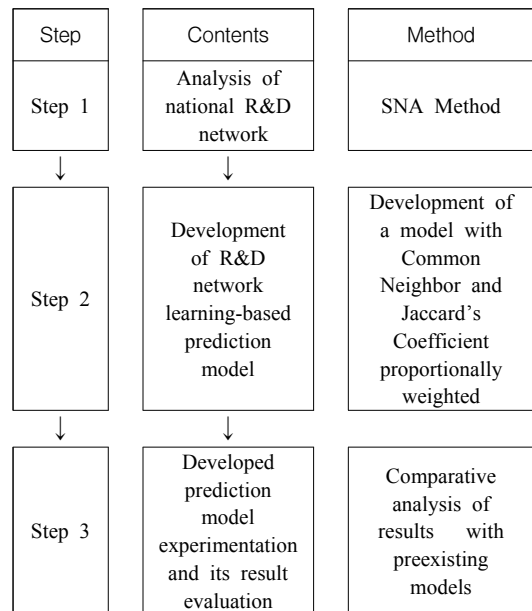 Step
Contents
Method
Step 1
Analysis of
national R&D
network
SNA Method
↓
↓
Step 2
Development
of R&D
network
learning-based
prediction
model
Development of
a model with
Common
Neighbor and
Jaccard's
Coefficient
proportionally
weighted
↓
↓
Step 3
Developed
prediction
model
experimentation
and its result
evaluation
Comparative
analysis of
results with
preexisting
models